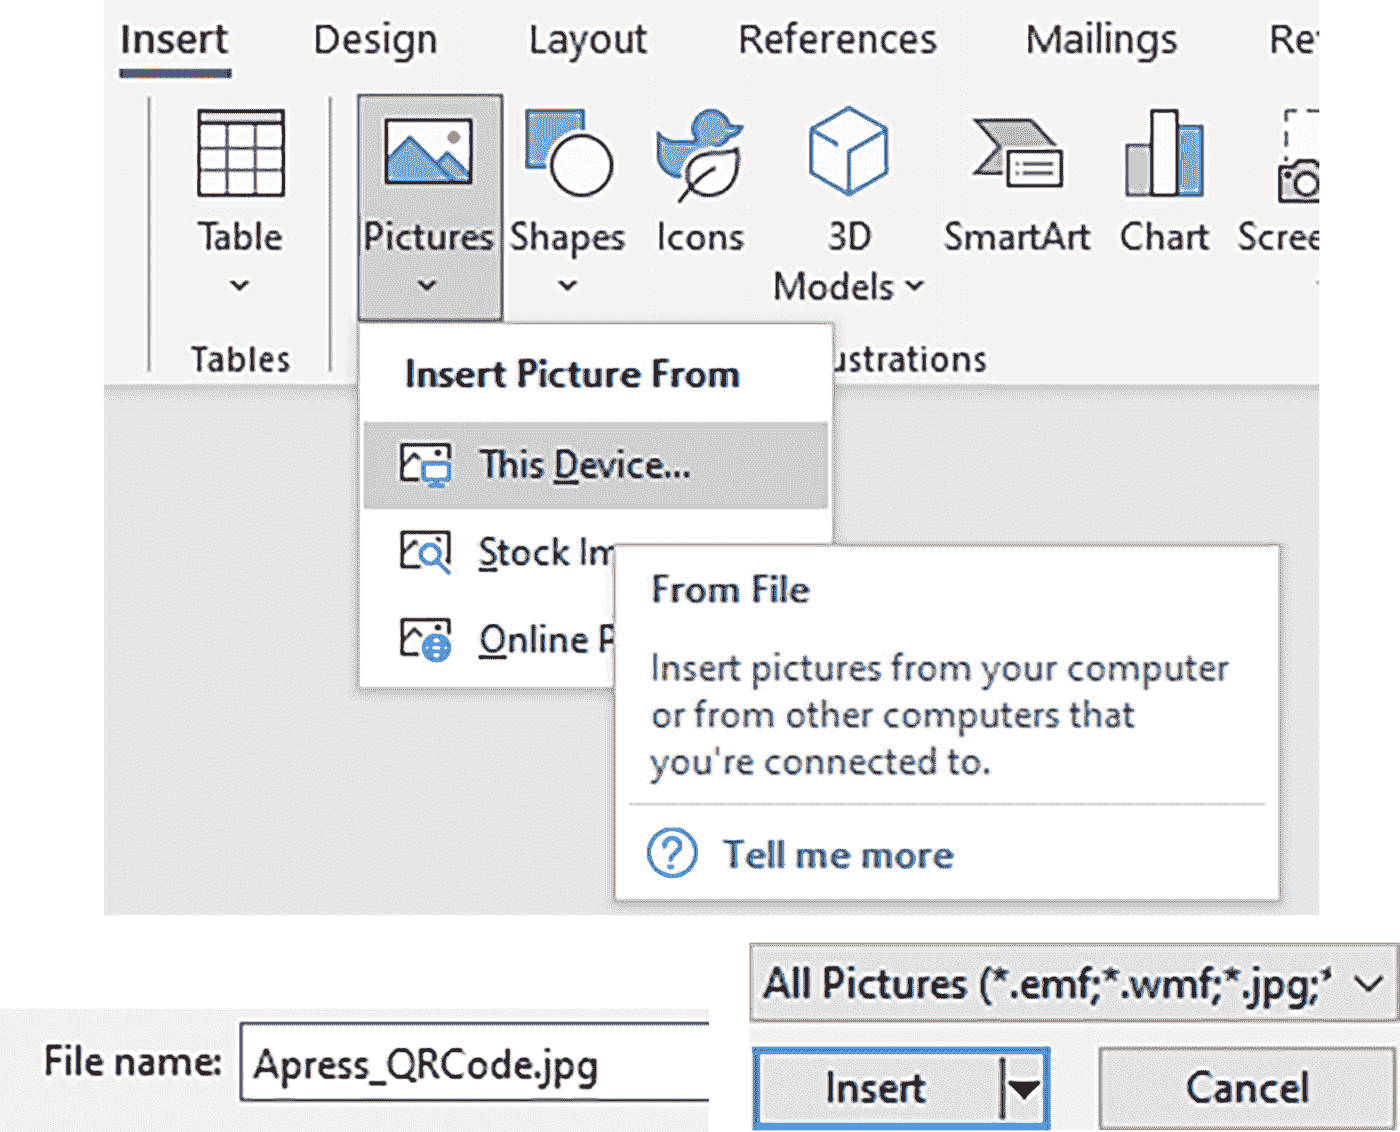 Insert Design Layout References Mailings
Table Pictures Shapes Icons 3D Models SmartArt Chart
Tables
Insert Picture From
This Device...
Stock
Online
From File
Insert pictures from your computer
or from other computers that
you're connected to.
Tell me more
All Pictures (*.emf;*.wmf;*.jpg;*
File name: Apress_QRCode.jpg
Insert Cancel